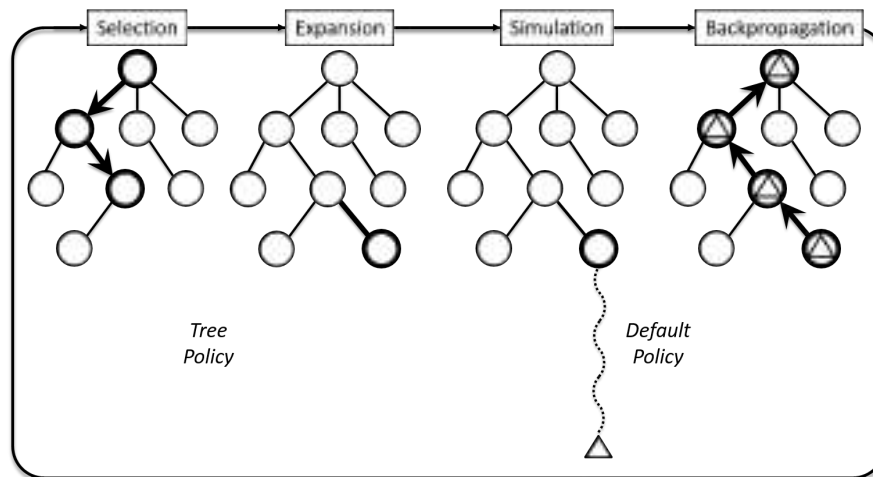 Selection
Expansion
Simulation
Backpropagation
Tree
Policy
Default
Policy